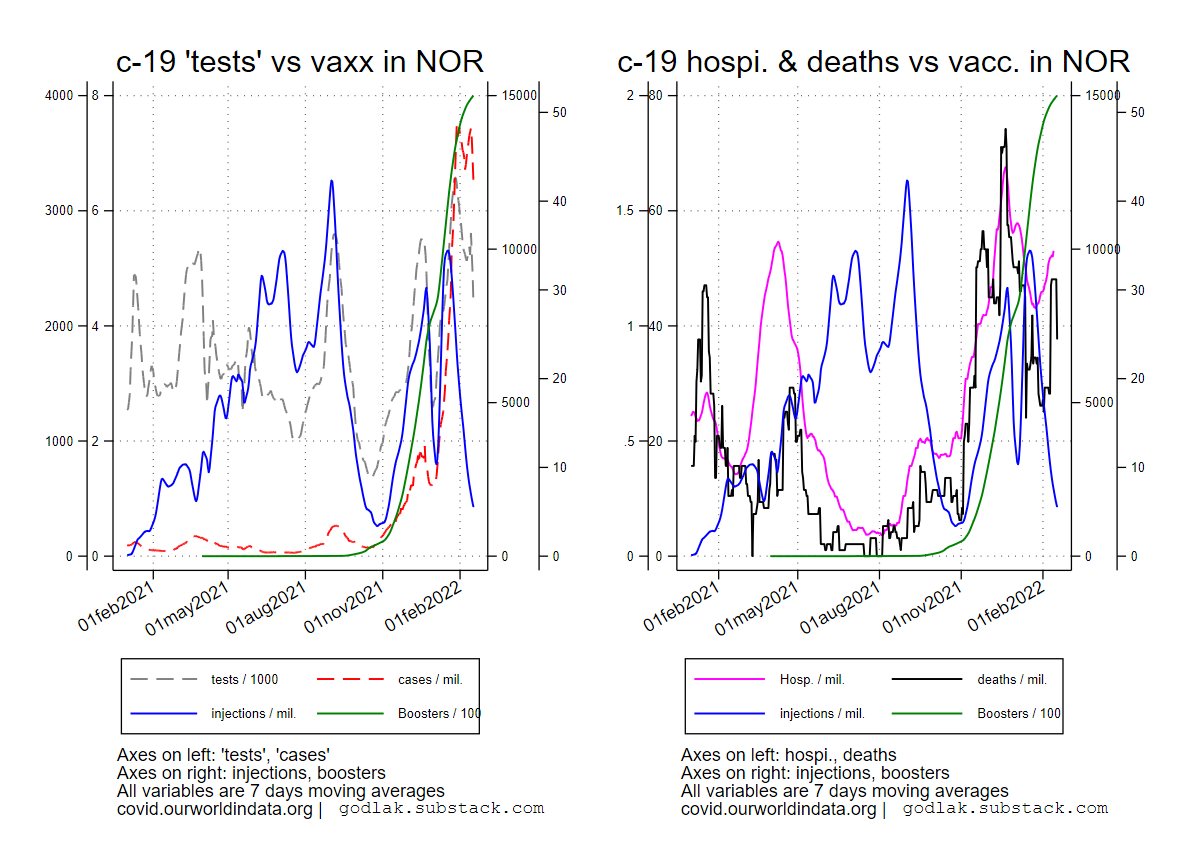 c-19 'tests' vs vaxx in NOR
4000 8 15000 50
40
3000 6
10000
30
2000 4
20
5000
1000 2
10
0 0 0 0
01feb2021 01may2021 01aug2021 01nov2021 01feb2022
tests / 1000 cases / mil.
injections / mil. Boosters / 100
Axes on left: 'tests', 'cases'
Axes on right: injections, boosters
All variables are 7 days moving averages
covid.ourworldindata.org | godlak.substack.com
c-19 hospi. & deaths vs vacc. in NOR
2 80 15000 50
40
1.5 60
10000
30
1 40
20
5000
.5 20
10
0 0 0 0
01feb2021 01may2021 01aug2021 01nov2021 01feb2022
Hosp. / mil. deaths / mil.
injections / mil. Boosters / 100
Axes on left: hospi., deaths
Axes on right: injections, boosters
All variables are 7 days moving averages
covid.ourworldindata.org | godlak.substack.com